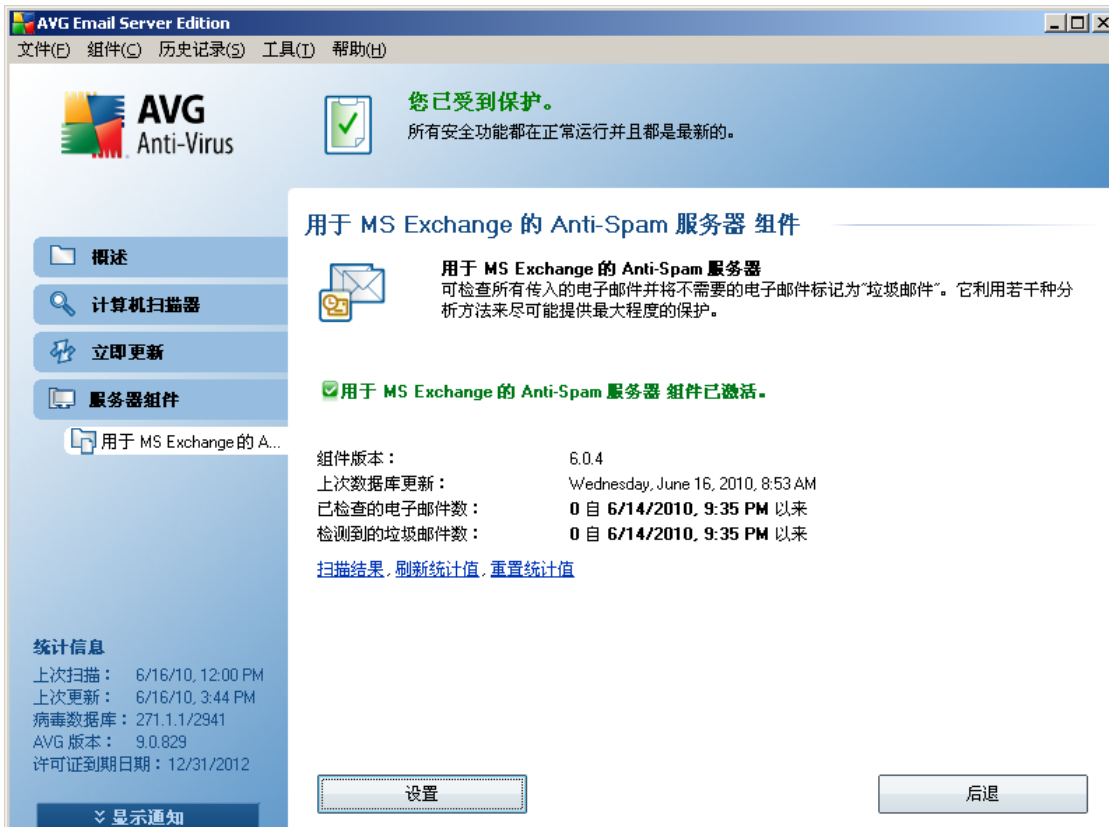 AVG Email Server Edition
文件(F) 组件(C) 历史记录(S) 工具(T) 帮助(H)
AVG
Anti-Virus
您已受到保护。
所有安全功能都在正常运行并且都是最新的。
用于 MS Exchange 的 Anti-Spam 服务器 组件
概述
计算机扫描器
立即更新
服务器组件
用于 MS Exchange 的 A...
用于 MS Exchange 的 Anti-Spam 服务器
可检查所有传入的电子邮件并将不需要的电子邮件标记为“垃圾邮件”。它利用若干种分
析方法来尽可能提供最大程度的保护。
用于 MS Exchange 的 Anti-Spam 服务器 组件已激活。
组件版本： 6.0.4
上次数据库更新： Wednesday, June 16, 2010, 8:53 AM
已检查的电子邮件数： 0 自 6/14/2010, 9:35 PM 以来
检测到的垃圾邮件数： 0 自 6/14/2010, 9:35 PM 以来
扫描结果, 刷新统计值, 重置统计值
统计信息
上次扫描： 6/16/10, 12:00 PM
上次更新： 6/16/10, 3:44 PM
病毒数据库： 271.1.1/2941
AVG 版本： 9.0.829
许可证到期日期： 12/31/2012
显示通知
设置
后退